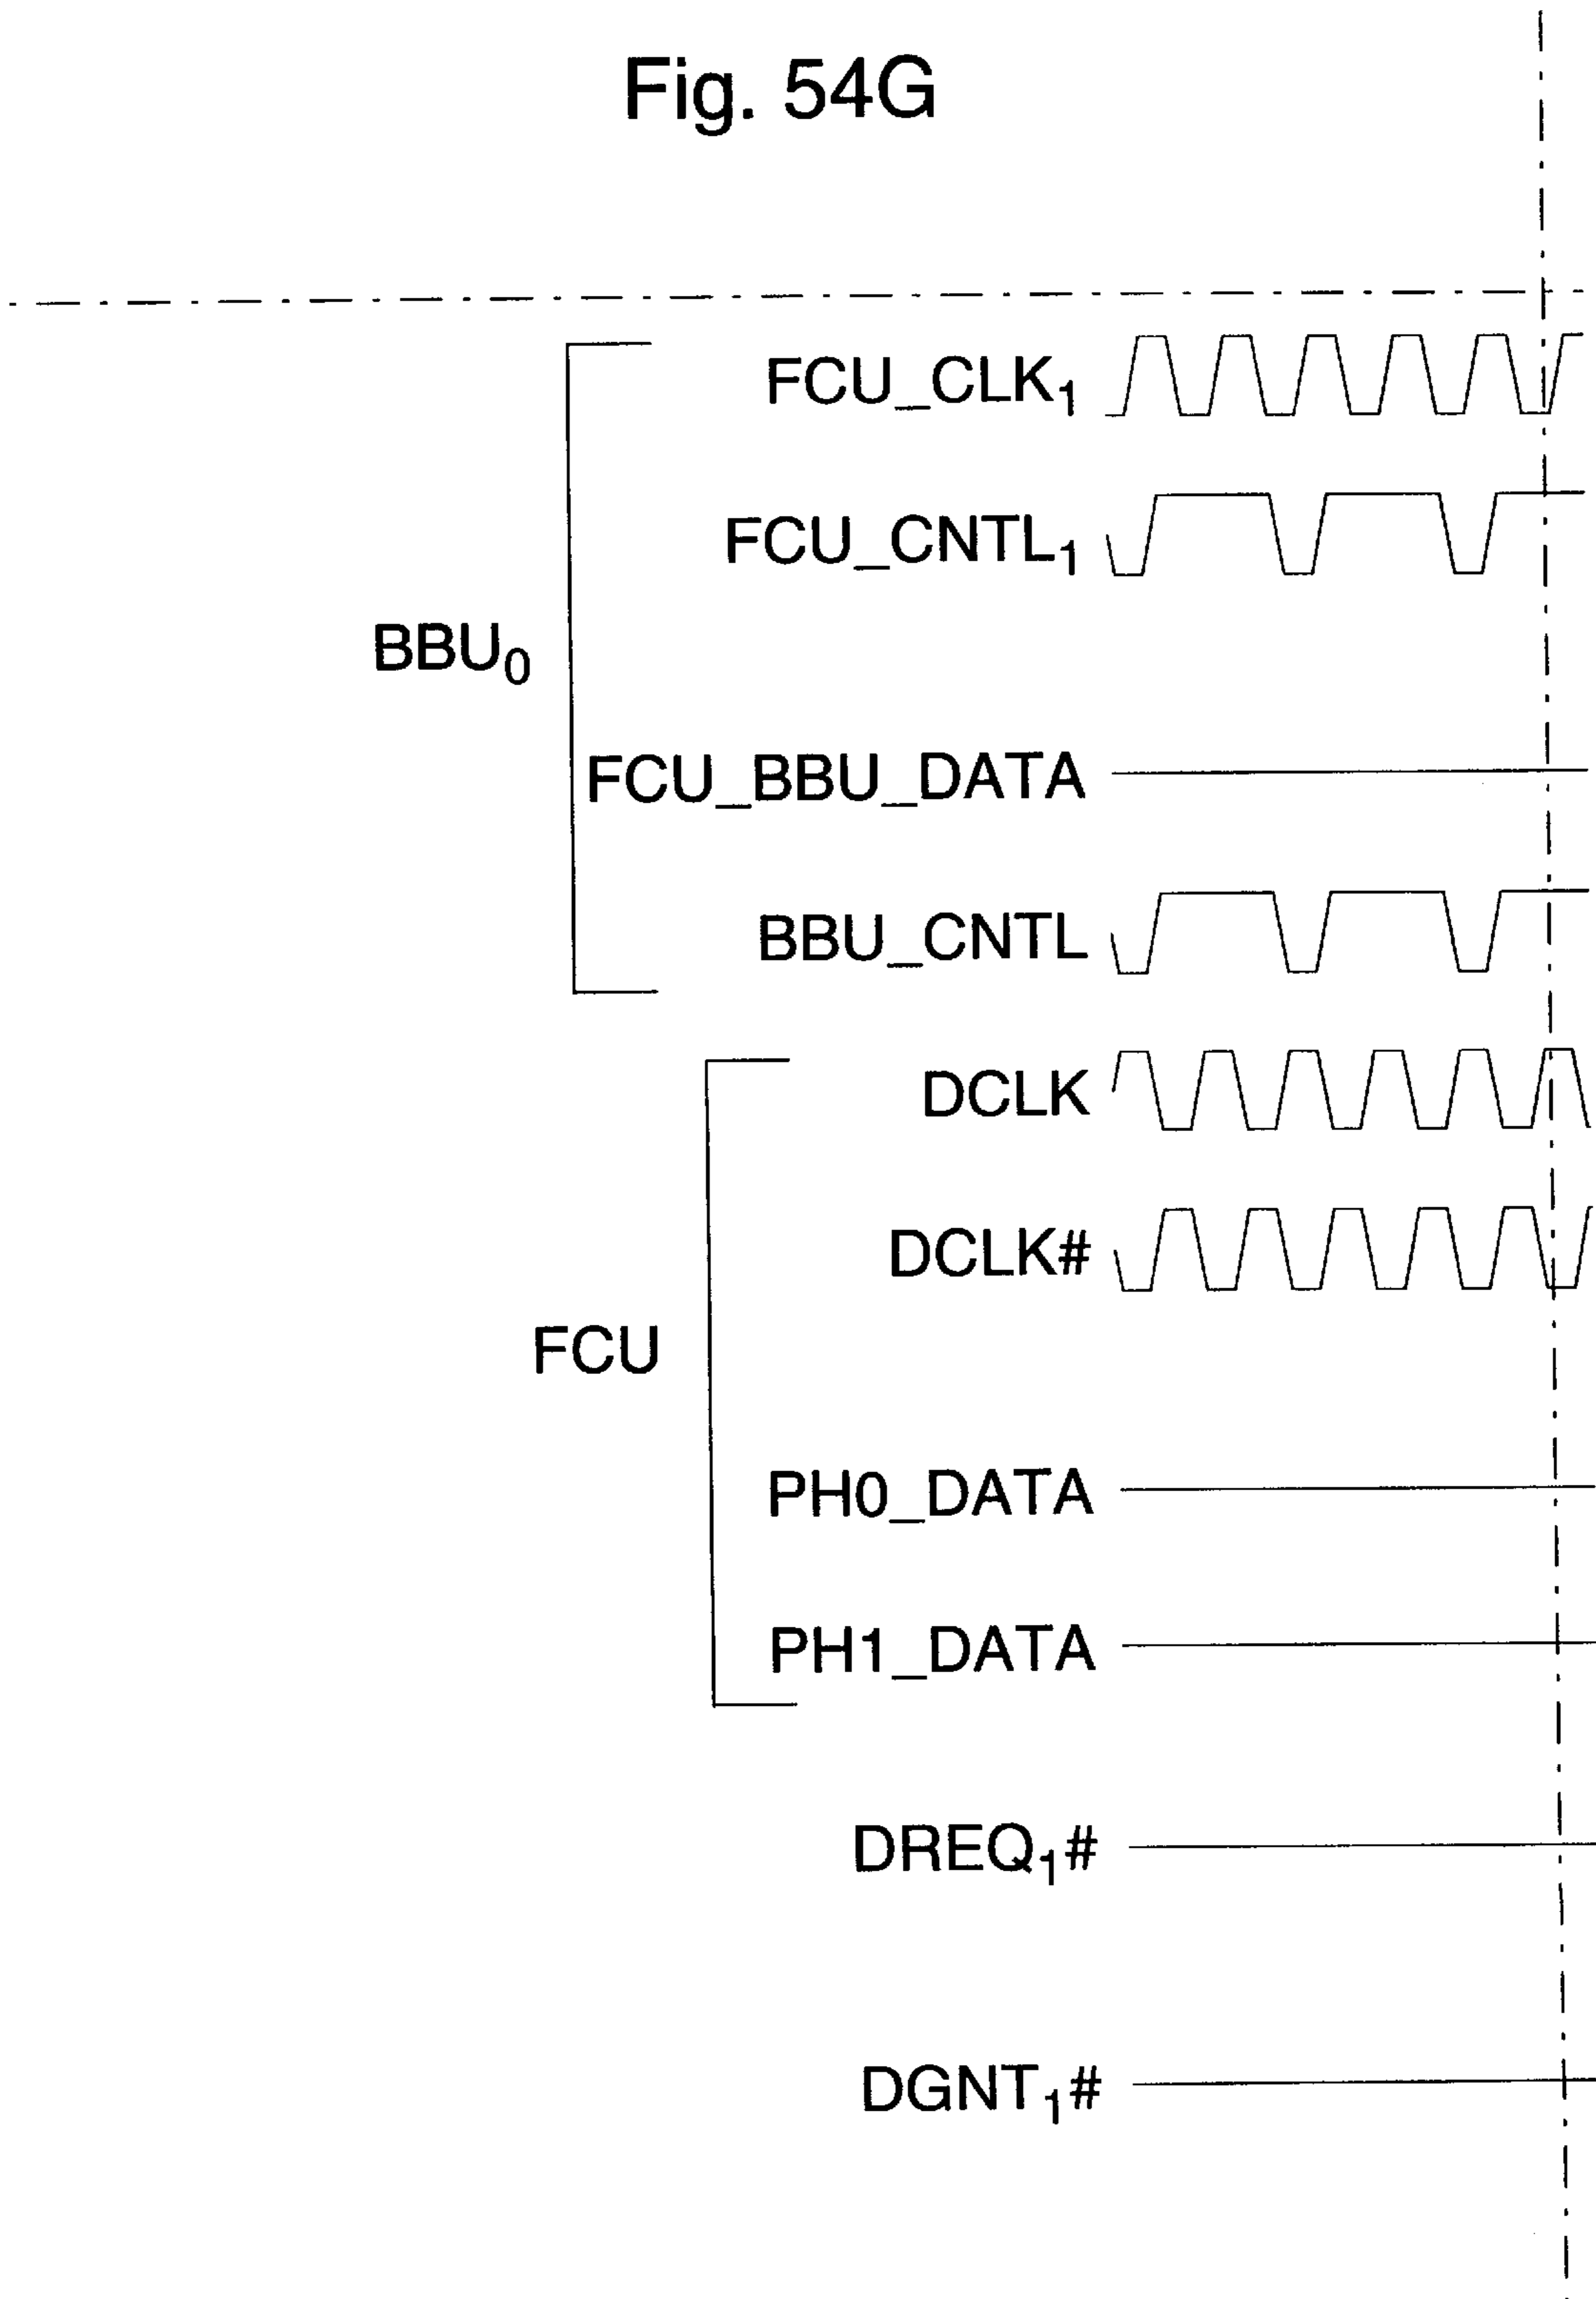 Fig. 54G
FCU_CLK₁
FCU_CNTL₁
BBU₀
FCU_BBU_DATA
BBU_CNTL
DCLK
DCLK#
FCU
PH0_DATA
PH1_DATA
DREQ₁#
DGNT₁#